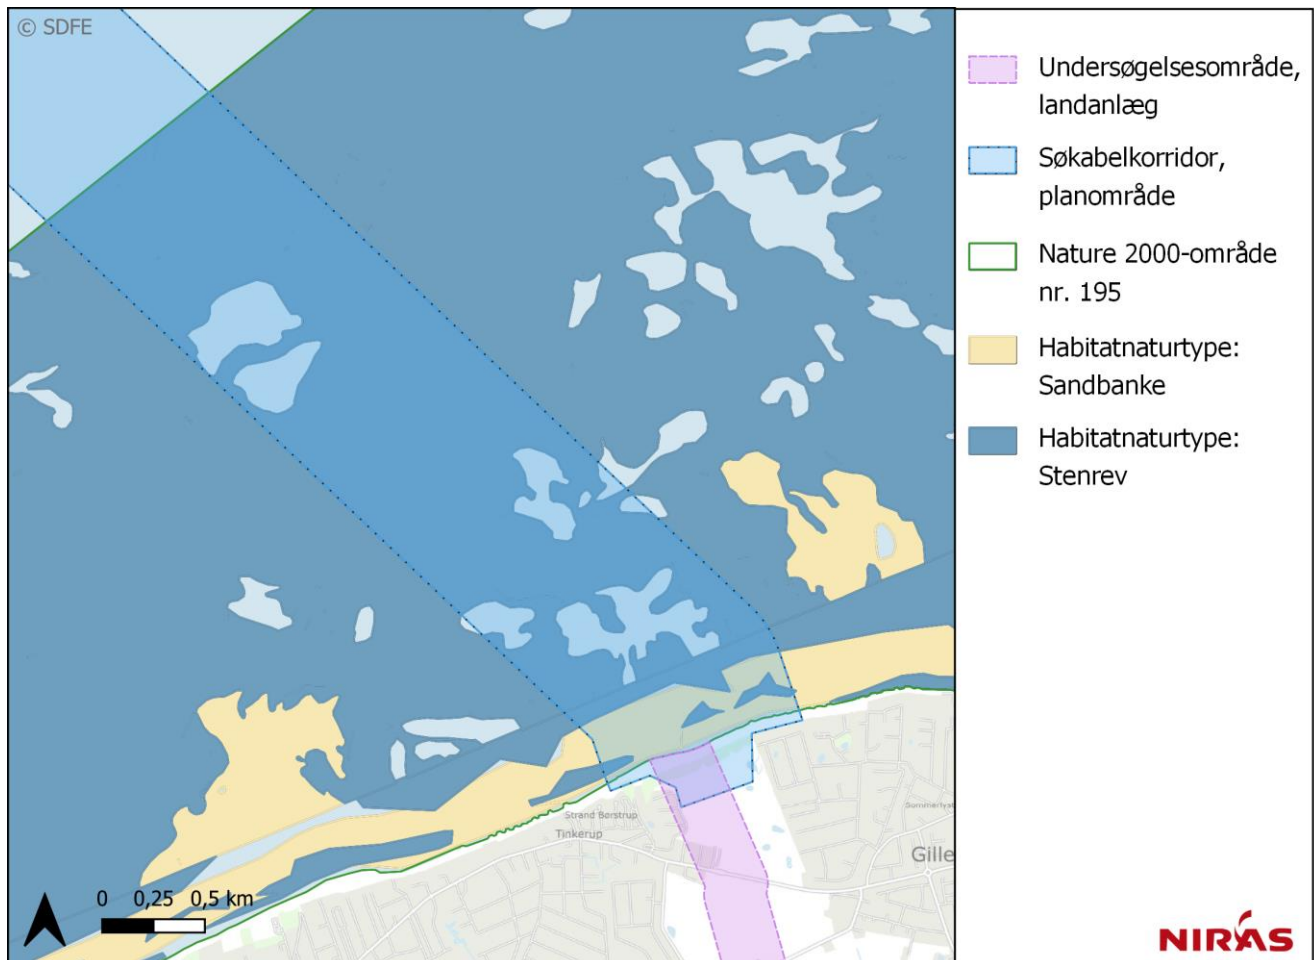 © SDFE
Undersøgelsesområde,
landanlæg
Søkabelkorridor,
planområde
Nature 2000-område
nr. 195
Habitatnaturtype:
Sandbanke
Habitatnaturtype:
Stenrev
Strand Børstrup
Tinkerup
Gille
0 0,25 0,5 km
NIRÁS